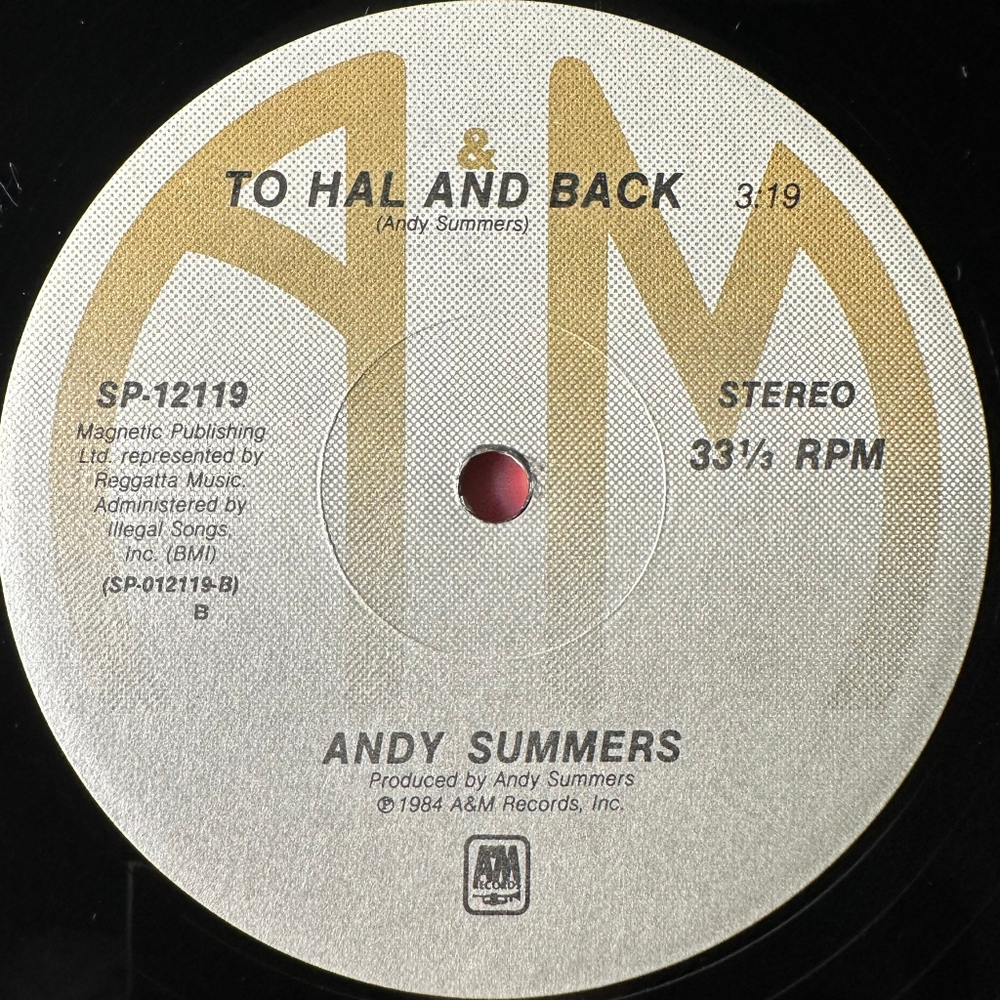 A & M
TO HAL AND BACK 3:19
(Andy Summers)
SP-12119
Magnetic Publishing
Ltd. represented by
Reggatta Music.
Administered by
Illegal Songs,
Inc. (BMI)
(SP-012119-B)
B
STEREO
33⅓ RPM
ANDY SUMMERS
Produced by Andy Summers
℗ 1984 A&M Records, Inc.
A&M
RECORDS